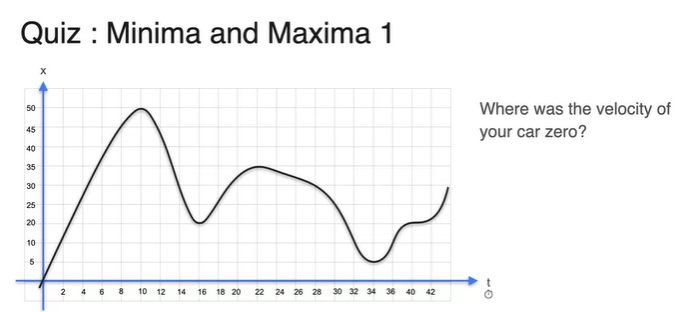 Quiz : Minima and Maxima 1
x
50
45
40
35
30
25
20
10
5
Where was the velocity of
your car zero?
t
2 4 6 8 10 12 14 16 18 20 22 24 26 28 30 32 34 36 40 42